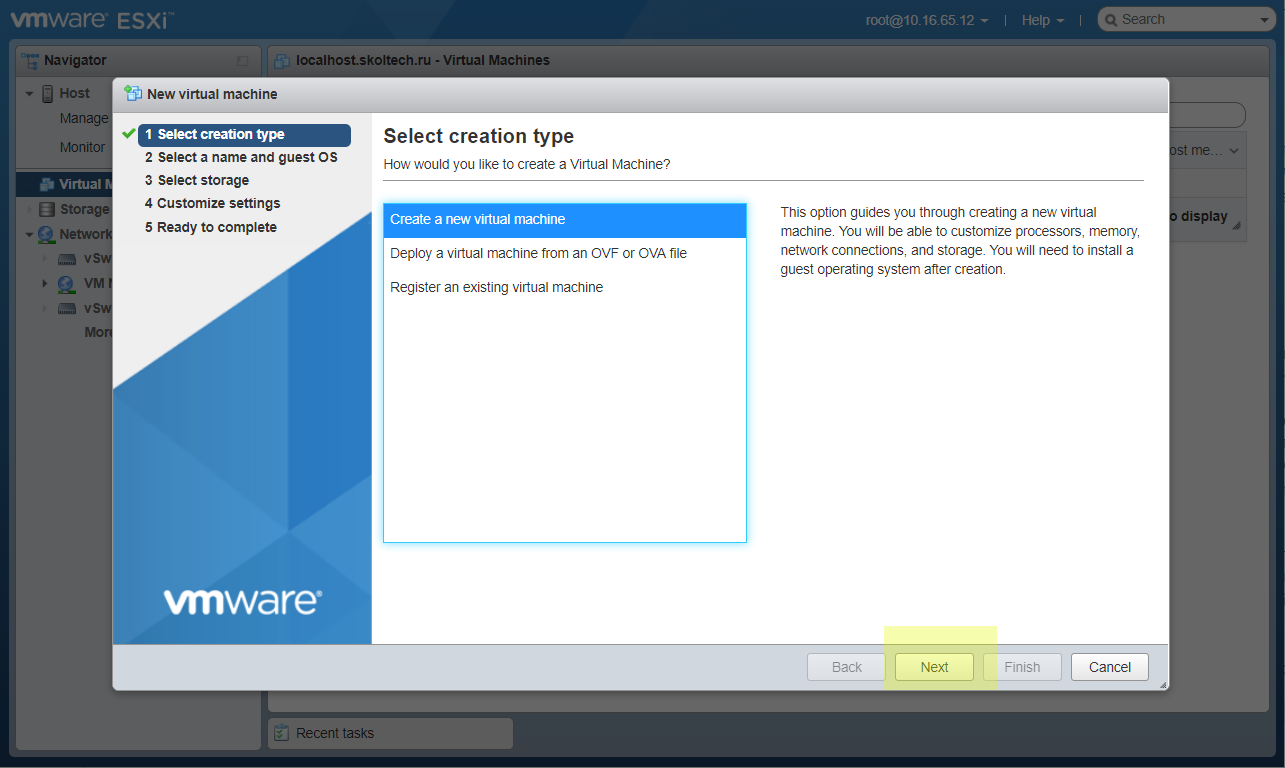 vmware® ESXi™
root@10.16.65.12
|
Help
|
Search
Navigator
localhost.skoltech.ru - Virtual Machines
Host
Manage
Monitor
Virtual M
Storage
Network
vSw
VM N
vSw
More
ost me...
o display
New virtual machine
1 Select creation type
2 Select a name and guest OS
3 Select storage
4 Customize settings
5 Ready to complete
vmware®
Select creation type
How would you like to create a Virtual Machine?
Create a new virtual machine
Deploy a virtual machine from an OVF or OVA file
Register an existing virtual machine
This option guides you through creating a new virtual
machine. You will be able to customize processors, memory,
network connections, and storage. You will need to install a
guest operating system after creation.
Back
Next
Finish
Cancel
Recent tasks